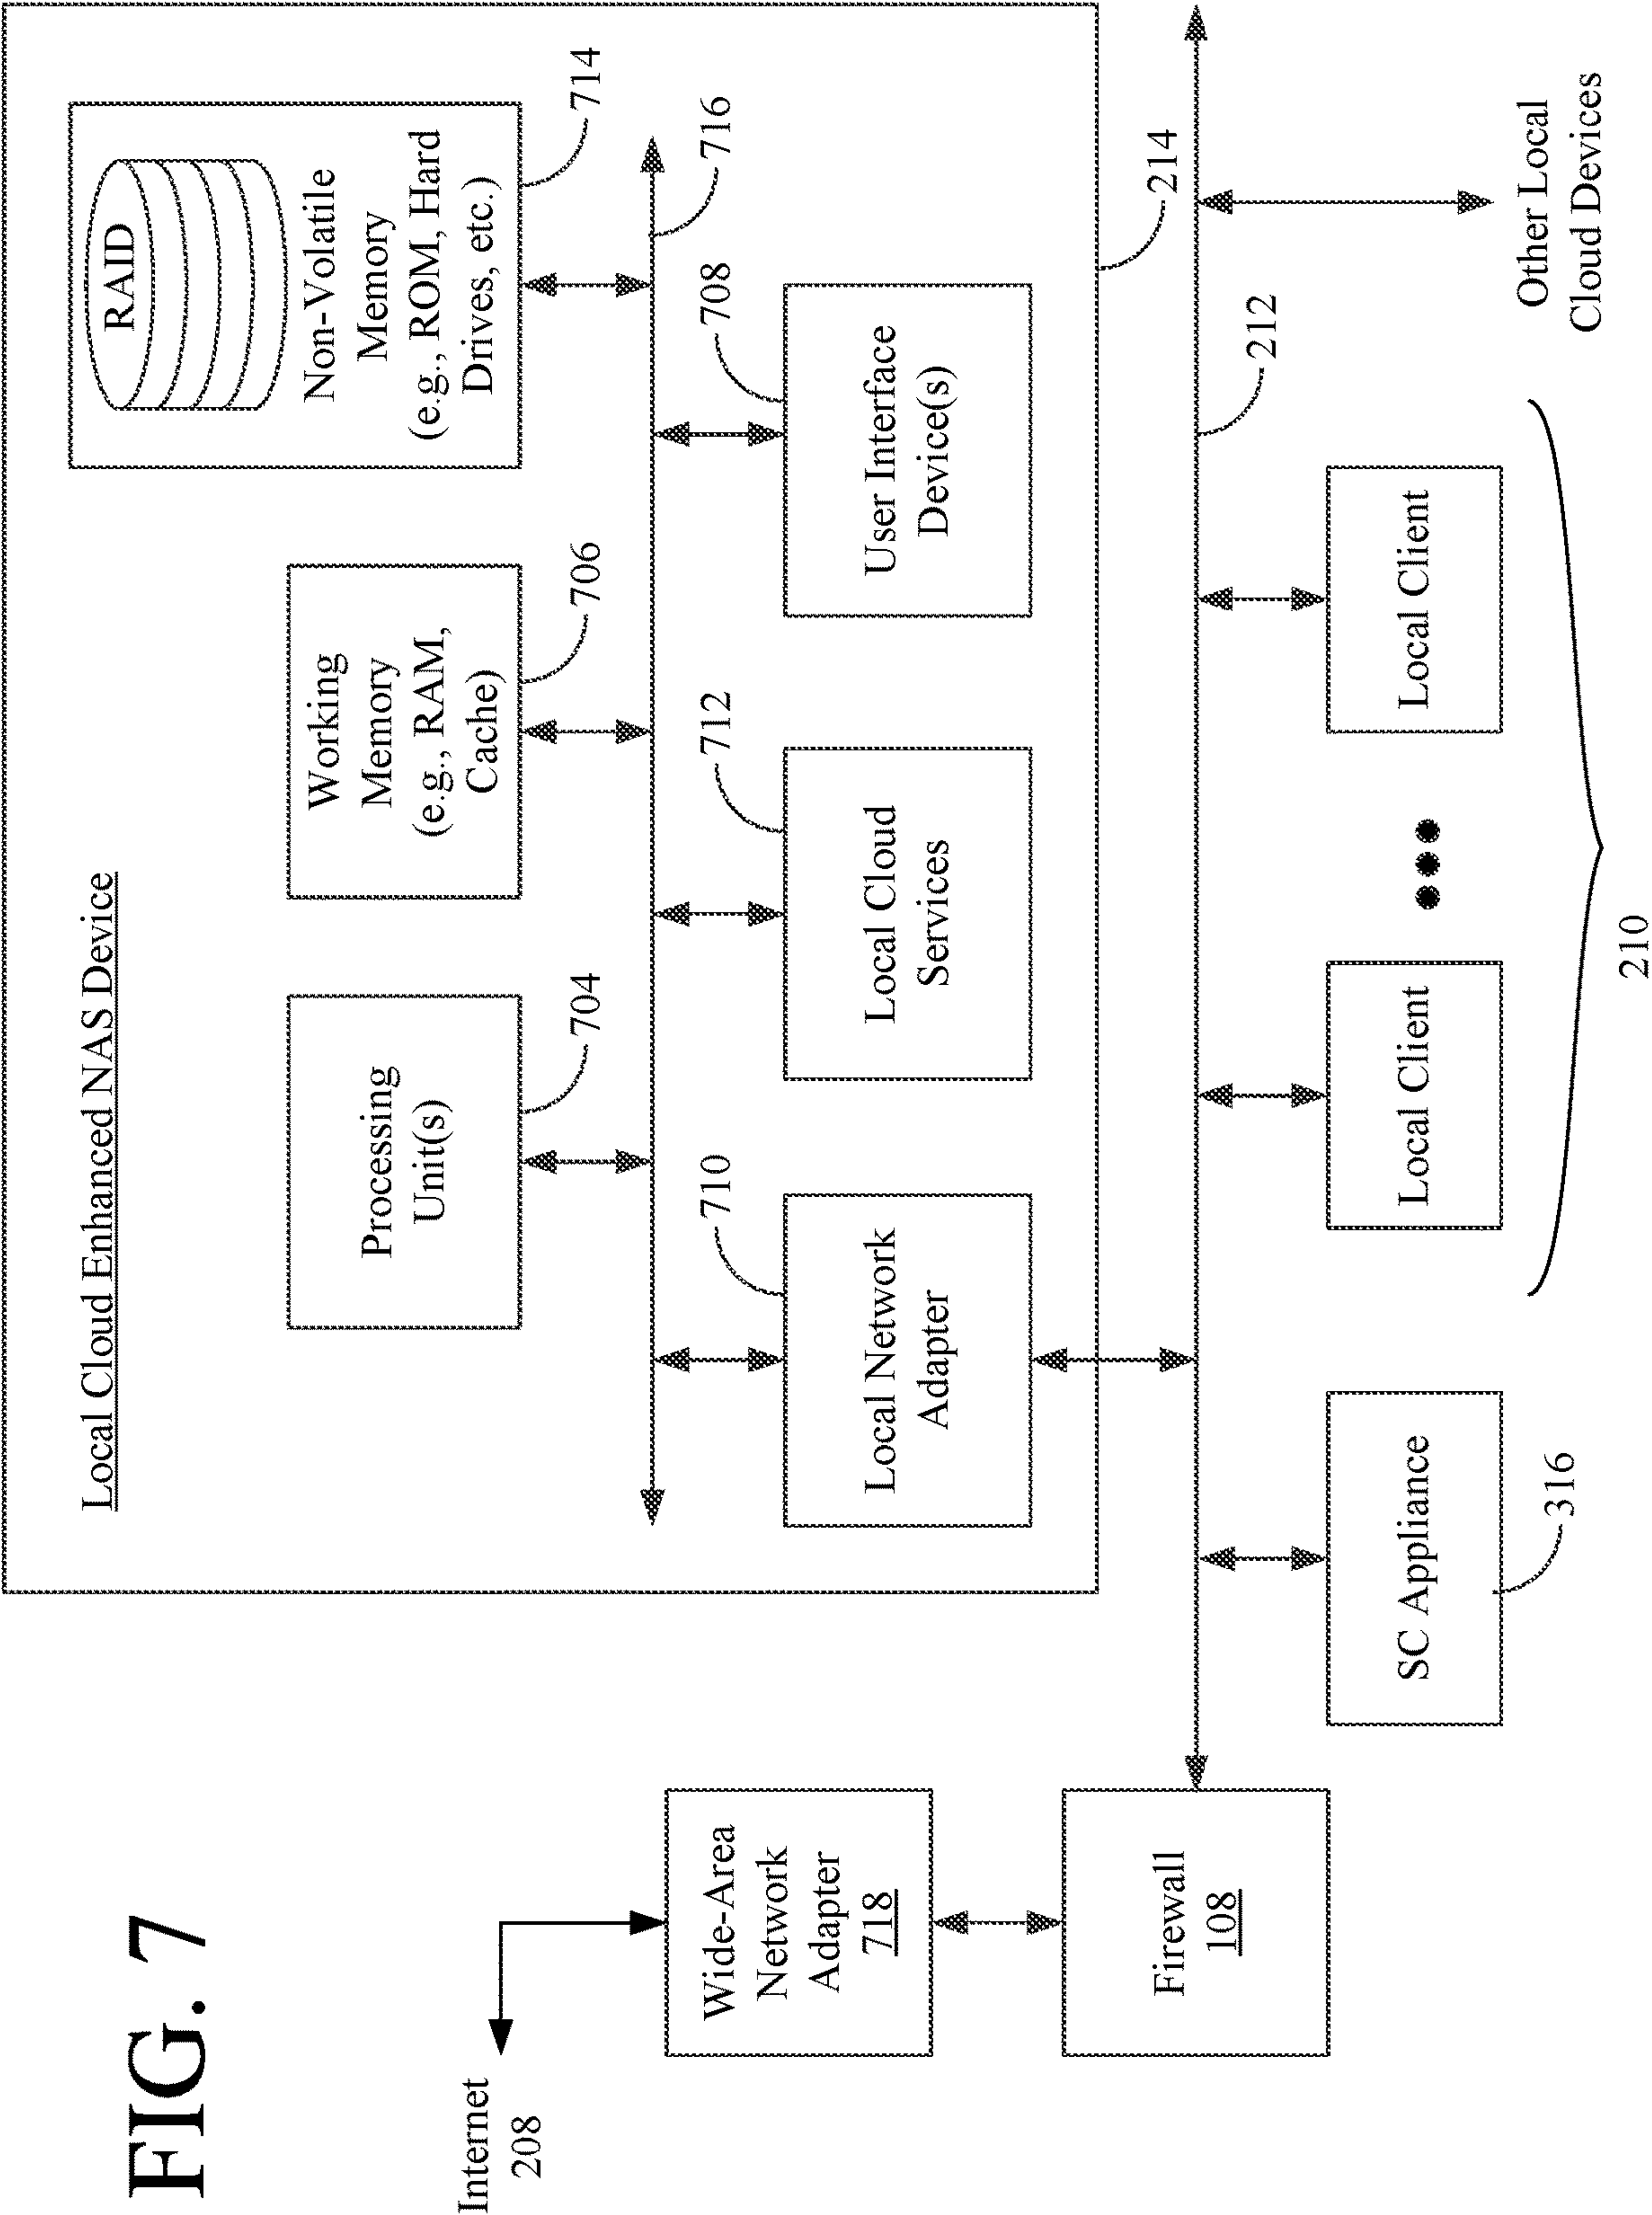 FIG. 7
Local Cloud Enhanced NAS Device
RAID
Non-Volatile
Memory
(e.g., ROM, Hard
Drives, etc.)
714
Working
Memory
(e.g., RAM,
Cache)
706
Processing
Unit(s)
704
716
710
Local Network
Adapter
712
Local Cloud
Services
708
User Interface
Device(s)
214
Internet
208
Wide-Area
Network
Adapter
718
Firewall
108
212
SC Appliance
316
Local Client
Local Client
210
Other Local
Cloud Devices